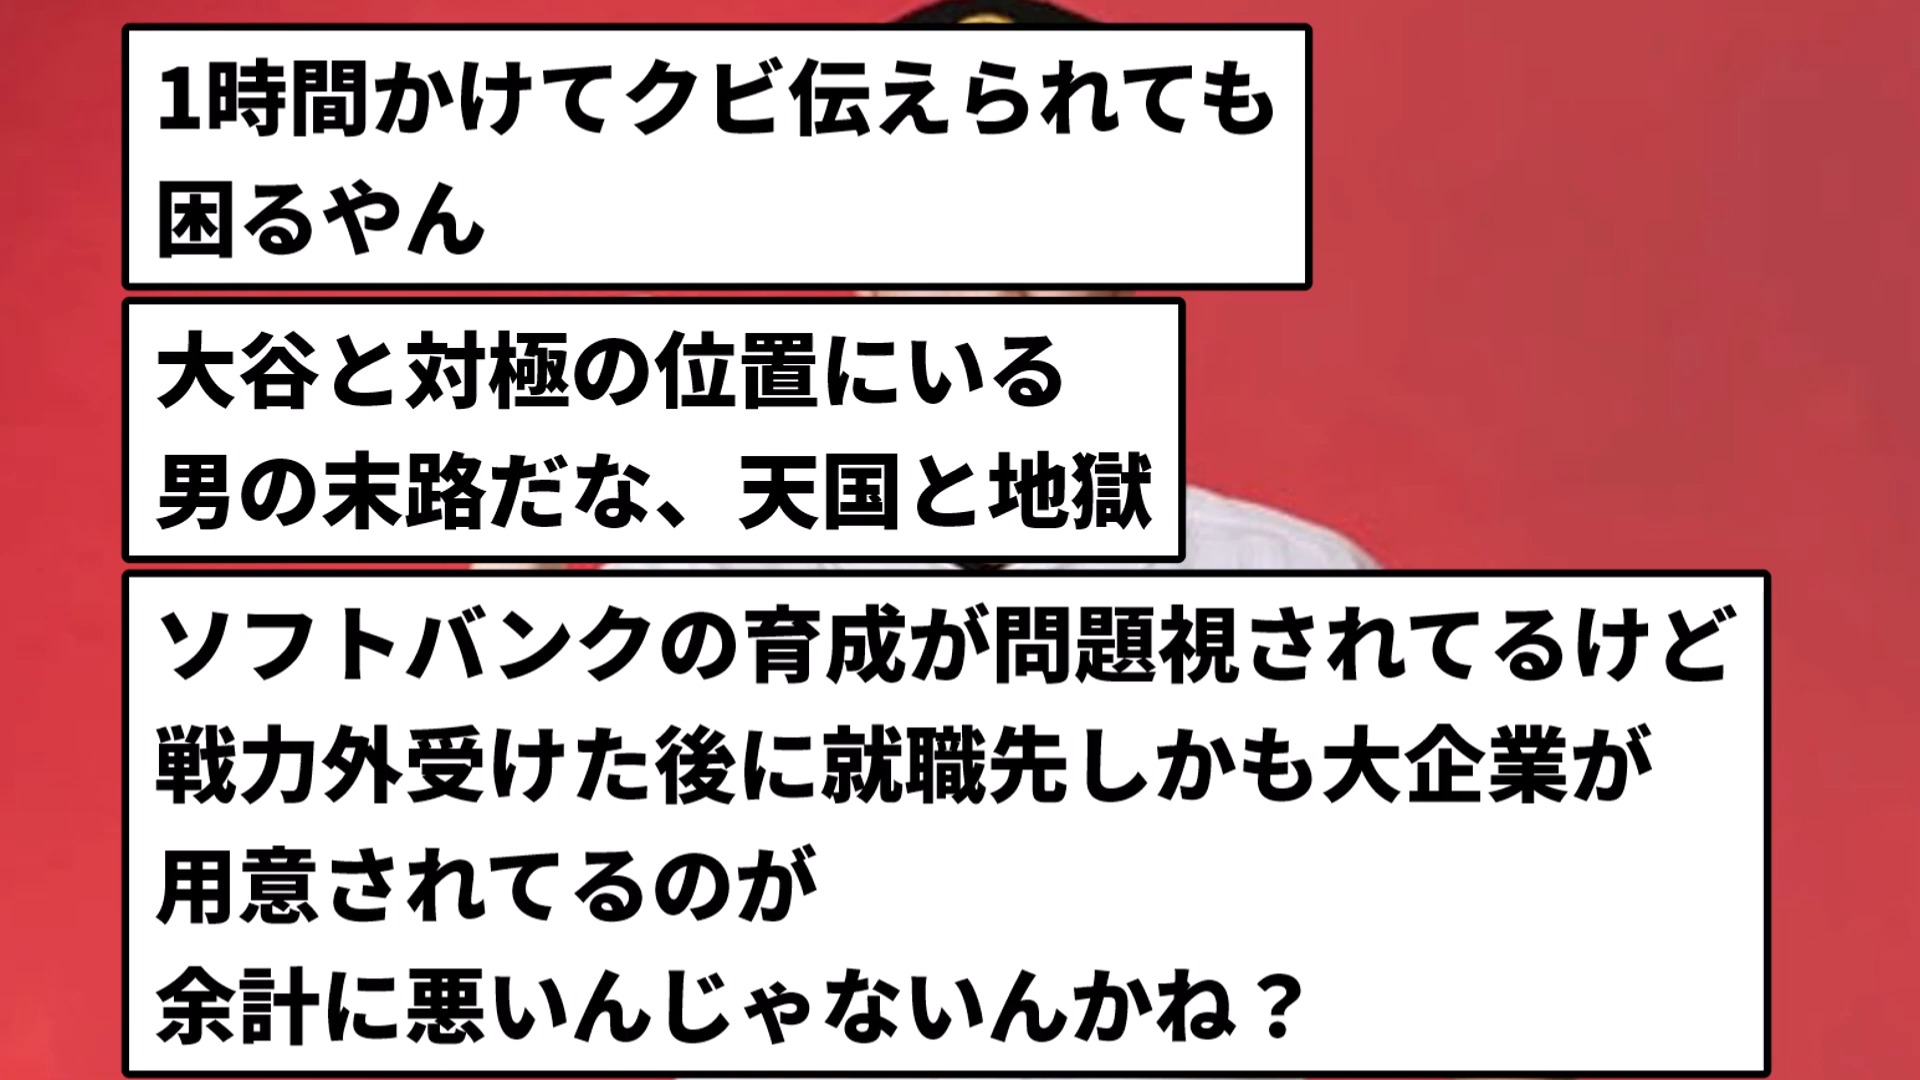 1時間かけてクビ伝えられても
困るやん
大谷と対極の位置にいる
男の末路だな、天国と地獄
ソフトバンクの育成が問題視されてるけど
戦力外受けた後に就職先しかも大企業が
用意されてるのが
余計に悪いんじゃないんかね？